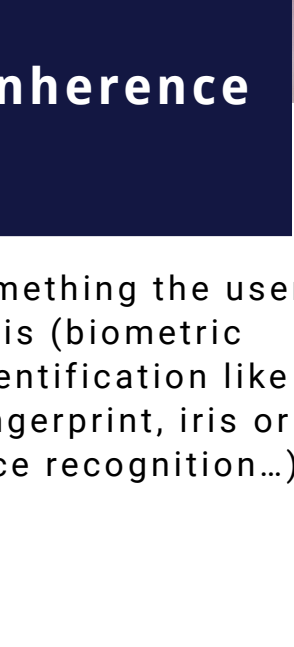 nherence
mething the user
is (biometric
entification like
ngerprint, iris or
ce recognition…)